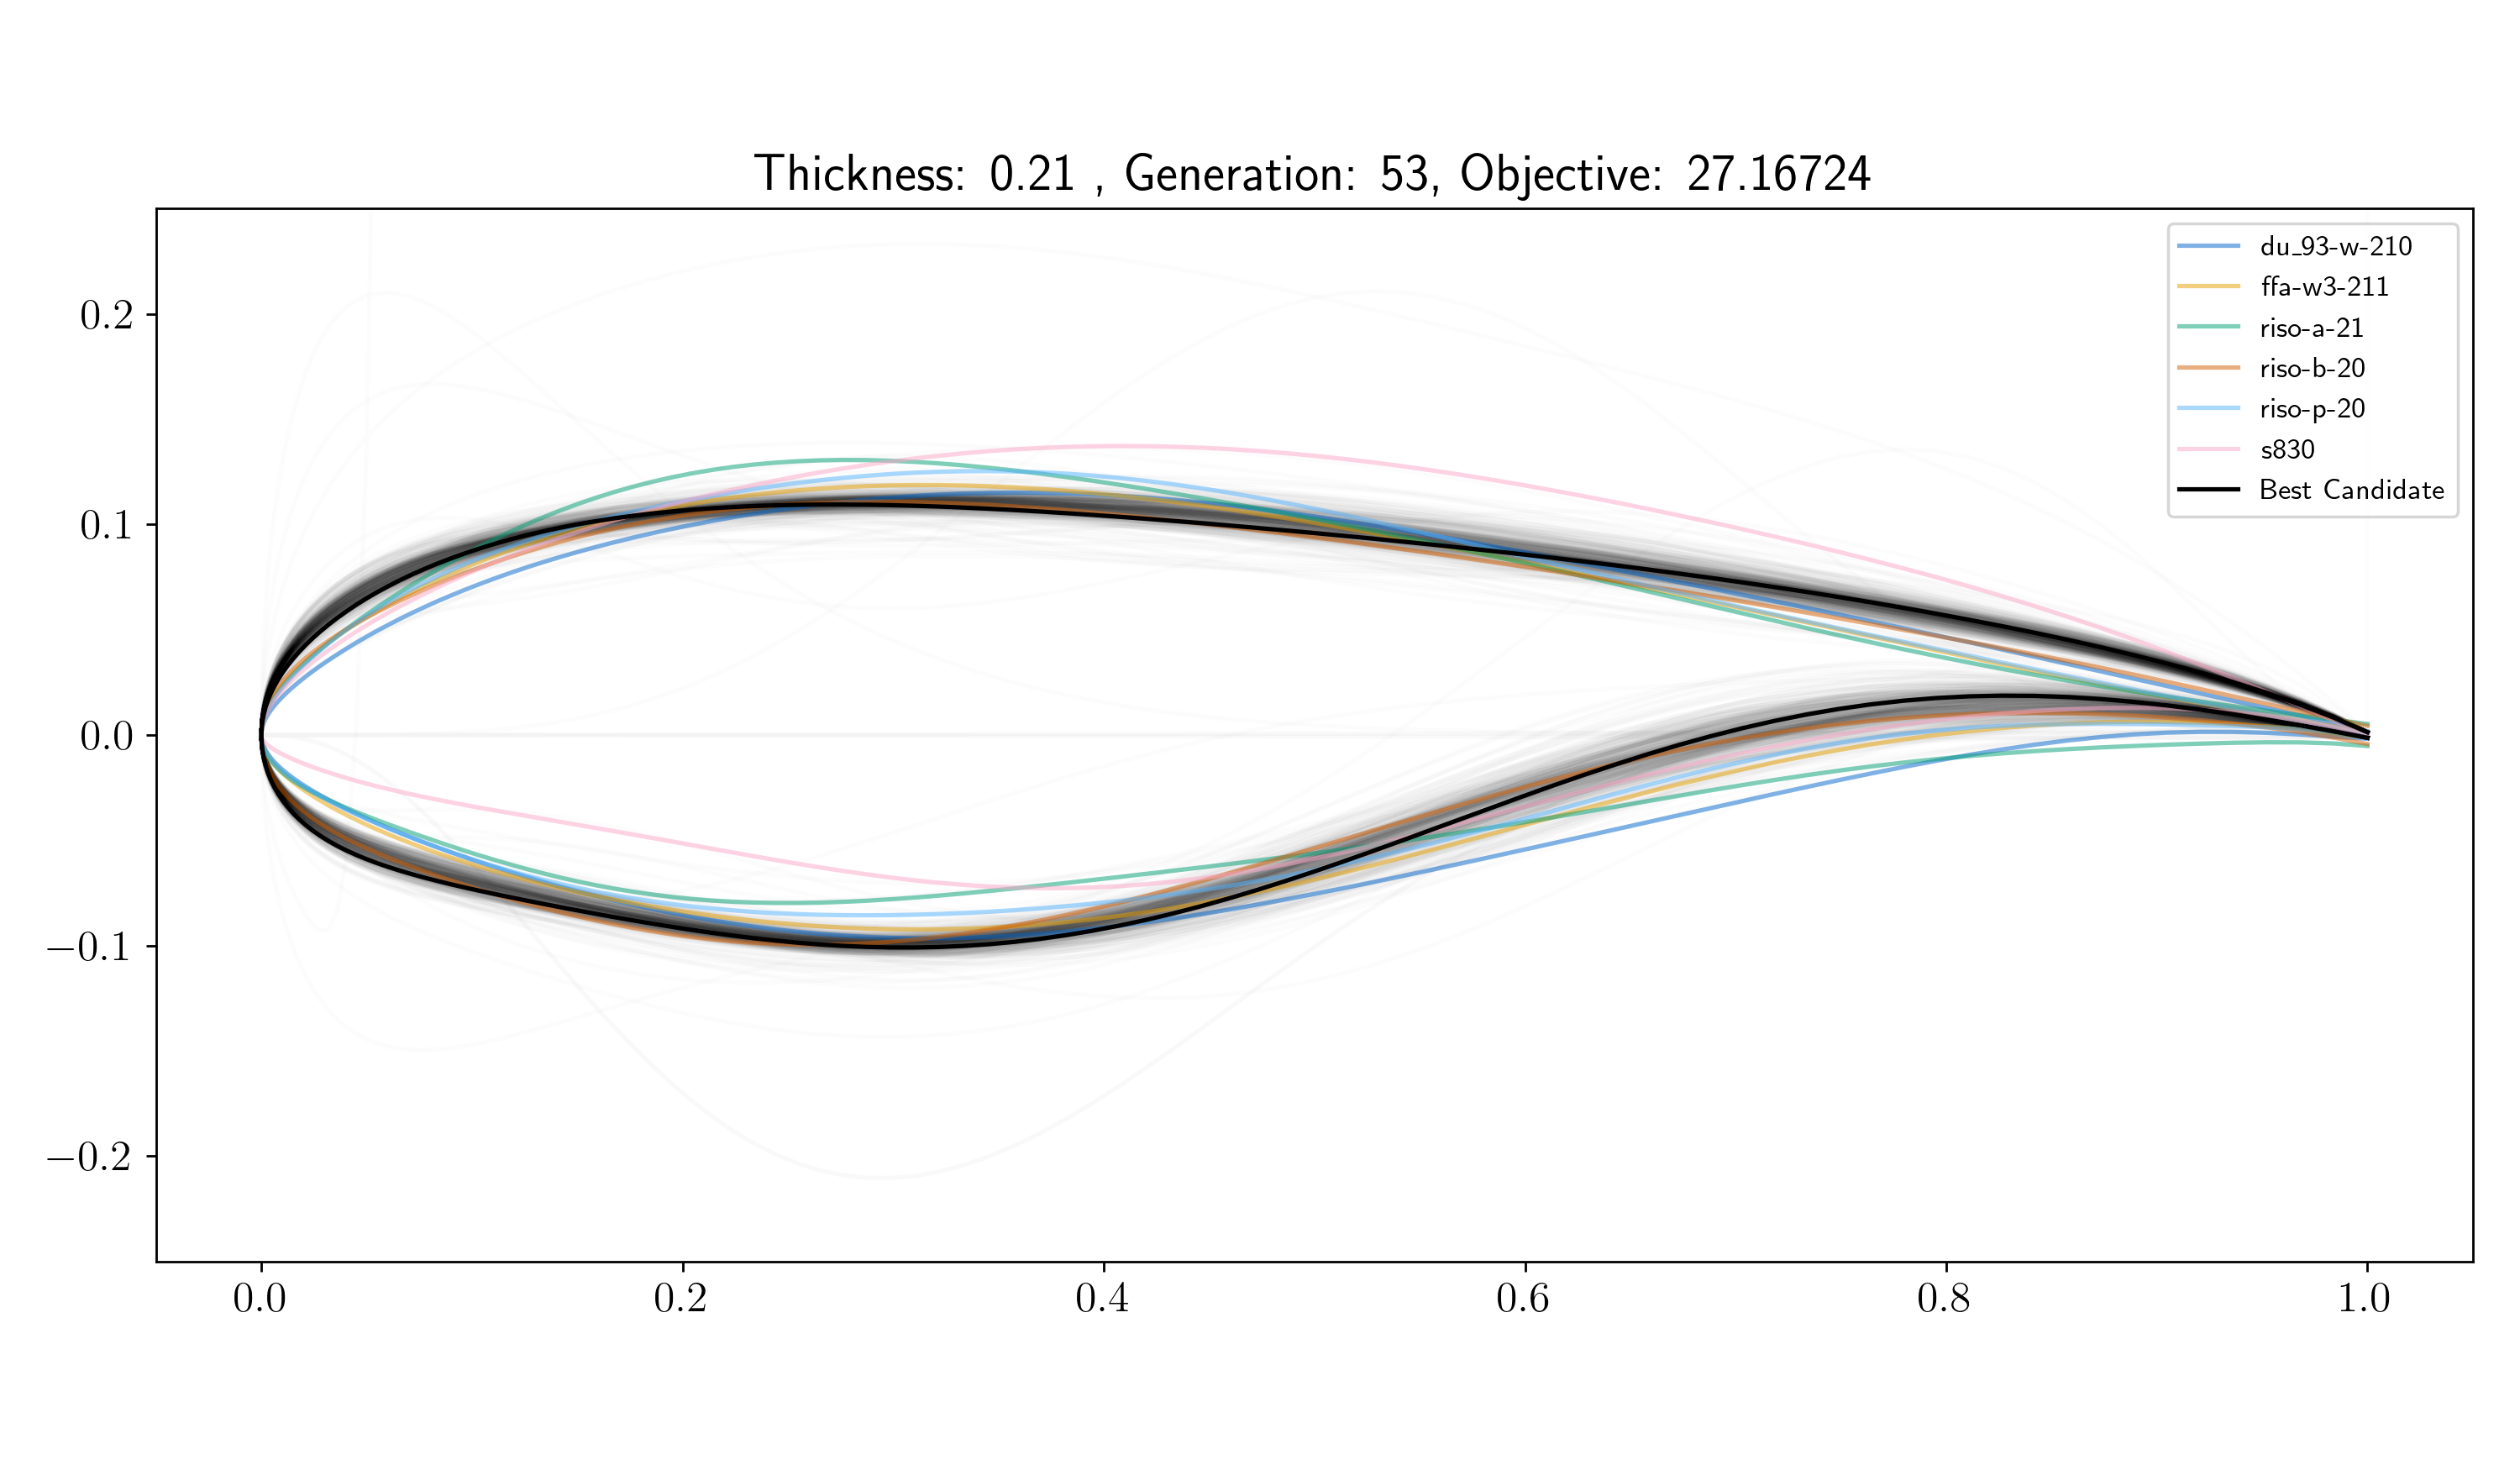 Thickness: 0.21 , Generation: 53, Objective: 27.16724
du_93-w-210
ffa-w3-211
riso-a-21
riso-b-20
riso-p-20
s830
Best Candidate
0.2
0.1
0.0
−0.1
−0.2
0.0 0.2 0.4 0.6 0.8 1.0